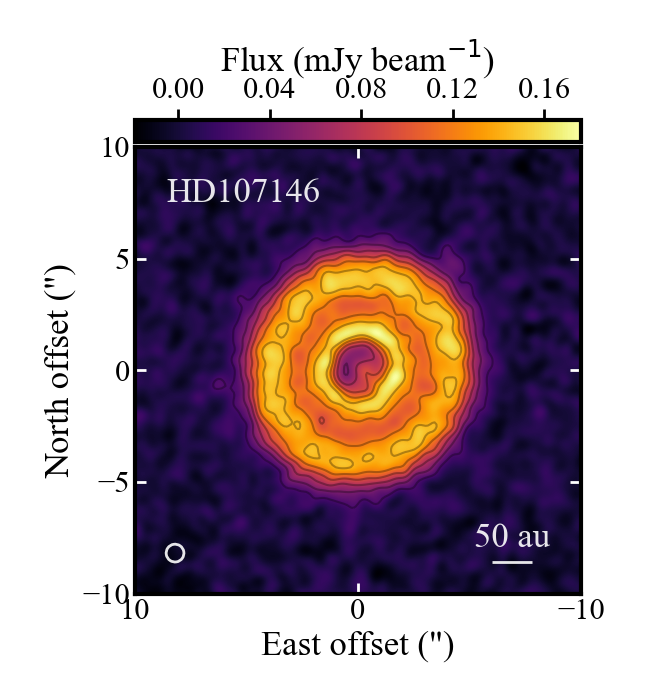 Flux (mJy beam⁻¹)
0.00 0.04 0.08 0.12 0.16
HD107146
North offset (")
10
5
0
−5
−10
50 au
10 0 −10
East offset (")